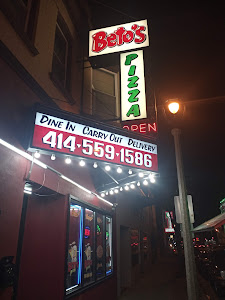 Beto's
PIZZA
OPEN
DINE IN CARRY OUT DELIVERY
414·559·1586